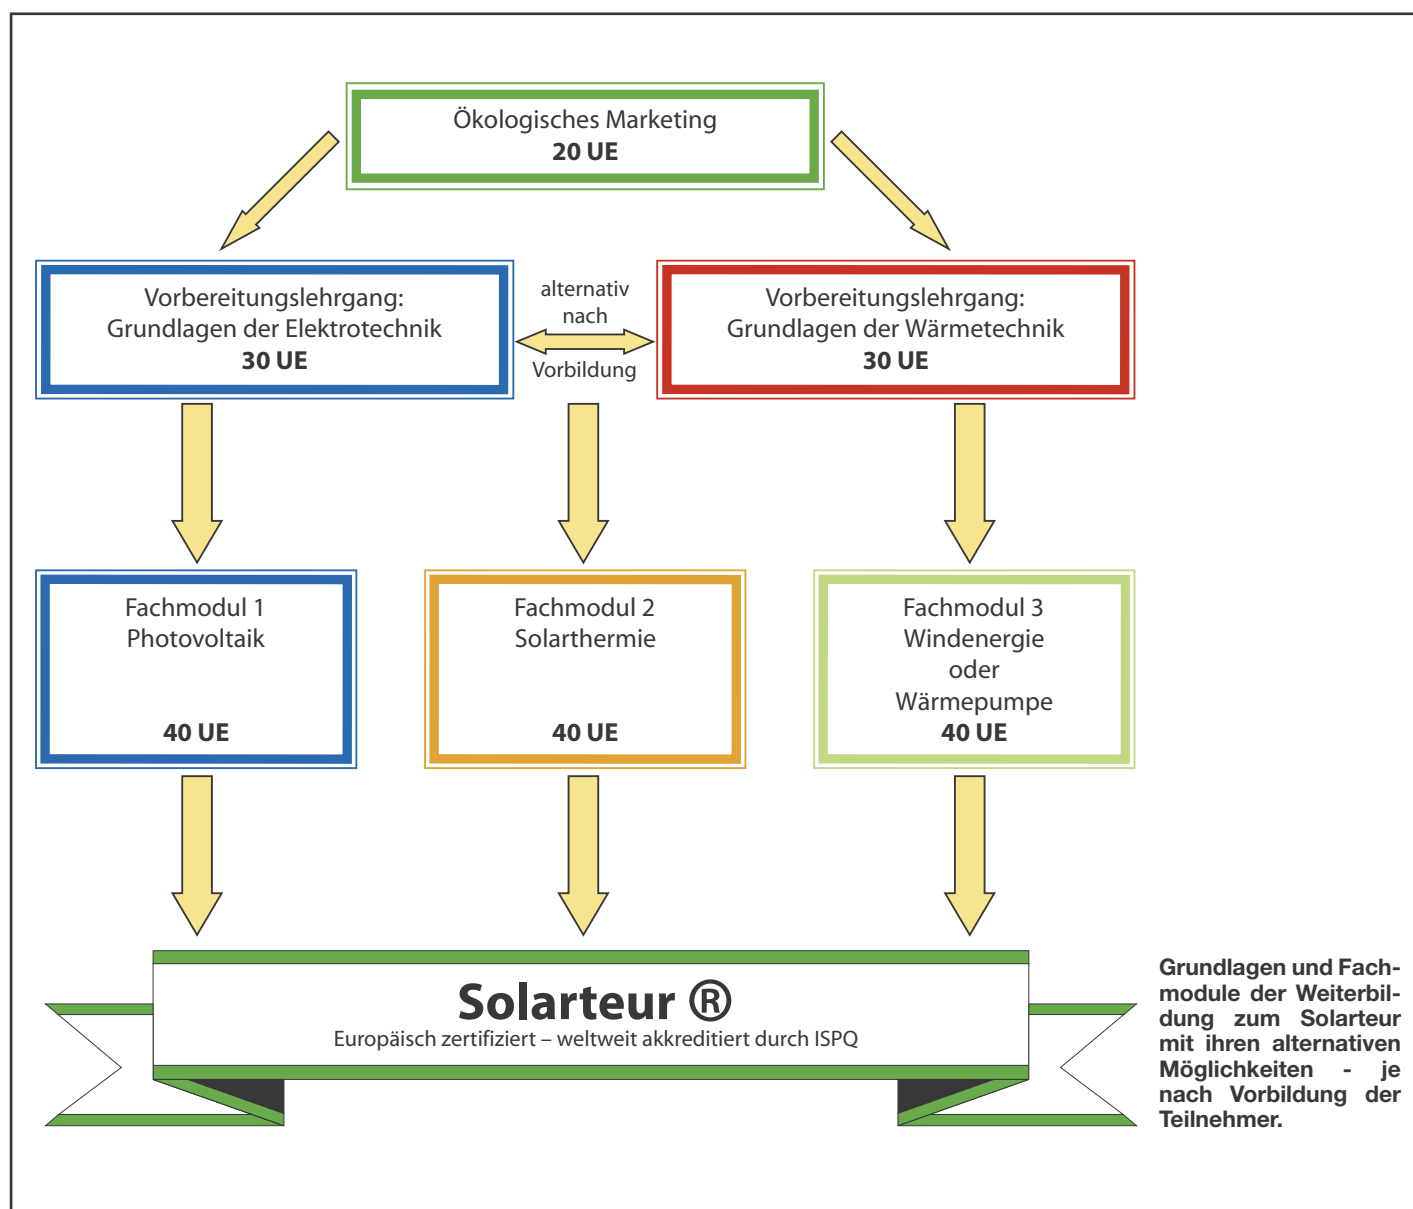 Ökologisches Marketing
20 UE
Vorbereitungslehrgang:
Grundlagen der Elektrotechnik
30 UE
alternativ
nach
Vorbildung
Vorbereitungslehrgang:
Grundlagen der Wärmetechnik
30 UE
Fachmodul 1
Photovoltaik
40 UE
Fachmodul 2
Solarthermie
40 UE
Fachmodul 3
Windenergie
oder
Wärmepumpe
40 UE
Solarteur ®
Europäisch zertifiziert – weltweit akkreditiert durch ISPQ
Grundlagen und Fach-
module der Weiterbil-
dung zum Solarteur
mit ihren alternativen
Möglichkeiten - je
nach Vorbildung der
Teilnehmer.